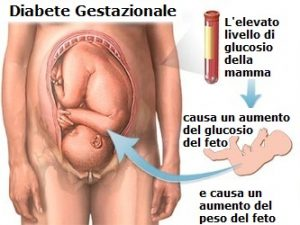 Diabete Gestazionale
L'elevato
livello di
glucosio
della
mamma
causa un aumento
del glucosio
del feto
e causa un
aumento del
peso del feto